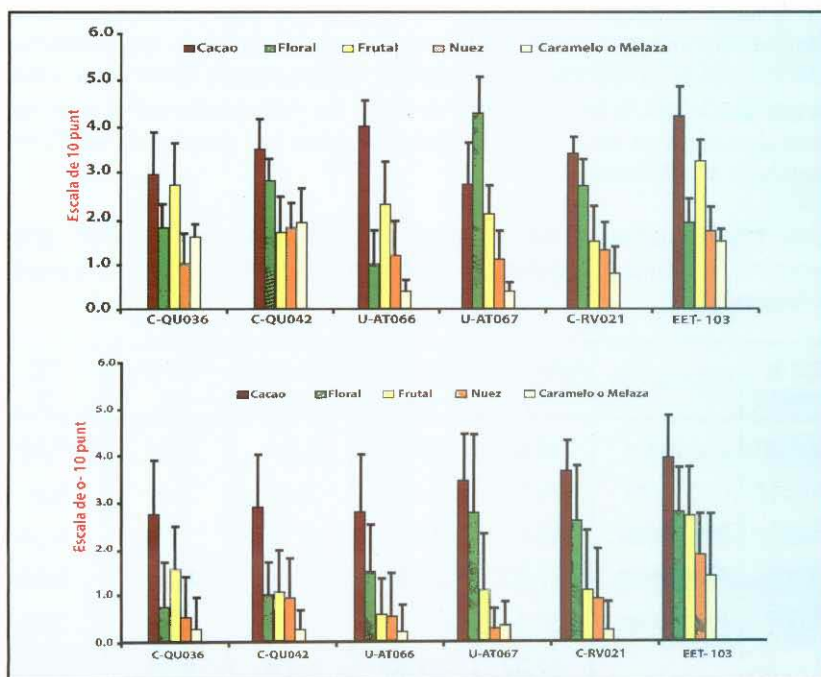 6.0
Cacao Floral Frutal Nuez Caramelo o Melaza
5.0
4.0
3.0
2.0
1.0
0.0
Escala de 10 punt
C-QU036 C-QU042 U-AT066 U-AT067 C-RV021 EET- 103
6.0
Cacao Floral Frutal Nuez Caramelo o Melaza
5.0
4.0
3.0
2.0
1.0
0.0
Escala de o- 10 punt
C-QU036 C-QU042 U-AT066 U-AT067 C-RV021 EET- 103